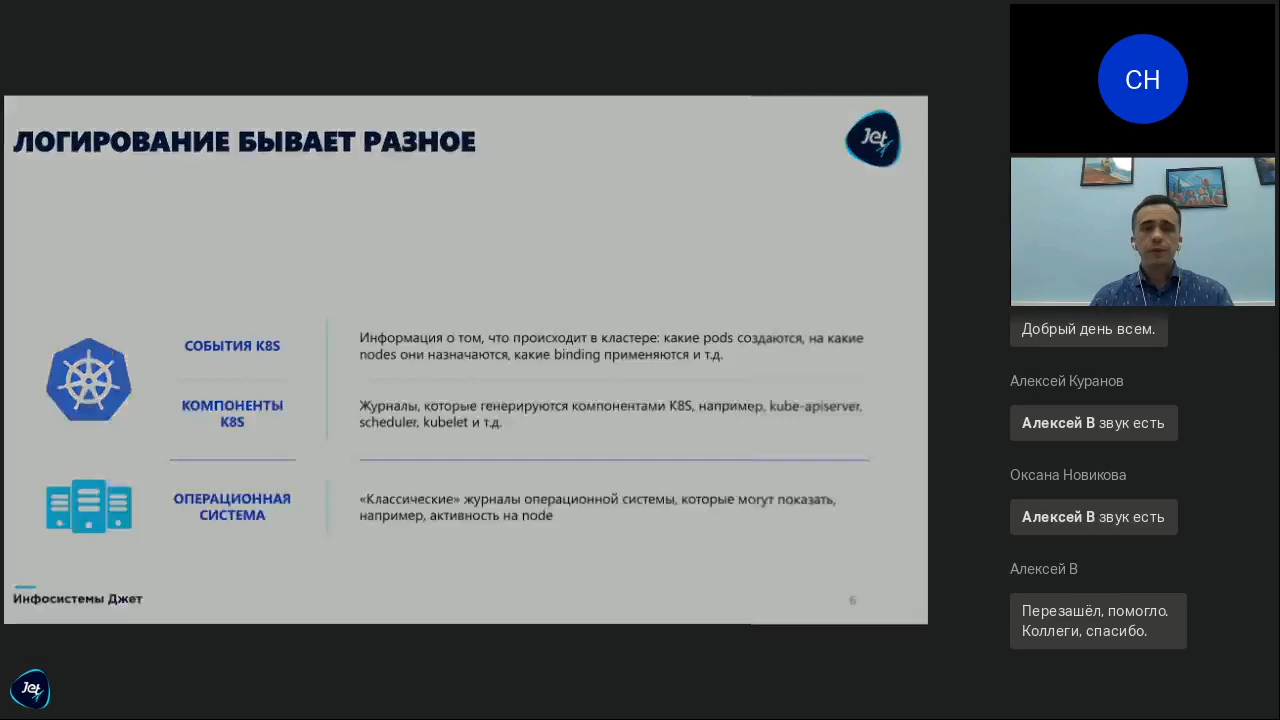 ЛОГИРОВАНИЕ БЫВАЕТ РАЗНОЕ
Jet
СОБЫТИЯ K8S
Информация о том, что происходит в кластере: какие pods создаются, на какие
nodes они назначаются, какие binding применяются и т.д.
КОМПОНЕНТЫ
K8S
Журналы, которые генерируются компонентами K8S, например, kube-apiserver,
scheduler, kubelet и т.д.
ОПЕРАЦИОННАЯ
СИСТЕМА
«Классические» журналы операционной системы, которые могут показать,
например, активность на node
Инфосистемы Джет
6
Jet
СН
Добрый день всем.
Алексей Куранов
Алексей В звук есть
Оксана Новикова
Алексей В звук есть
Алексей В
Перезашёл, помогло.
Коллеги, спасибо.